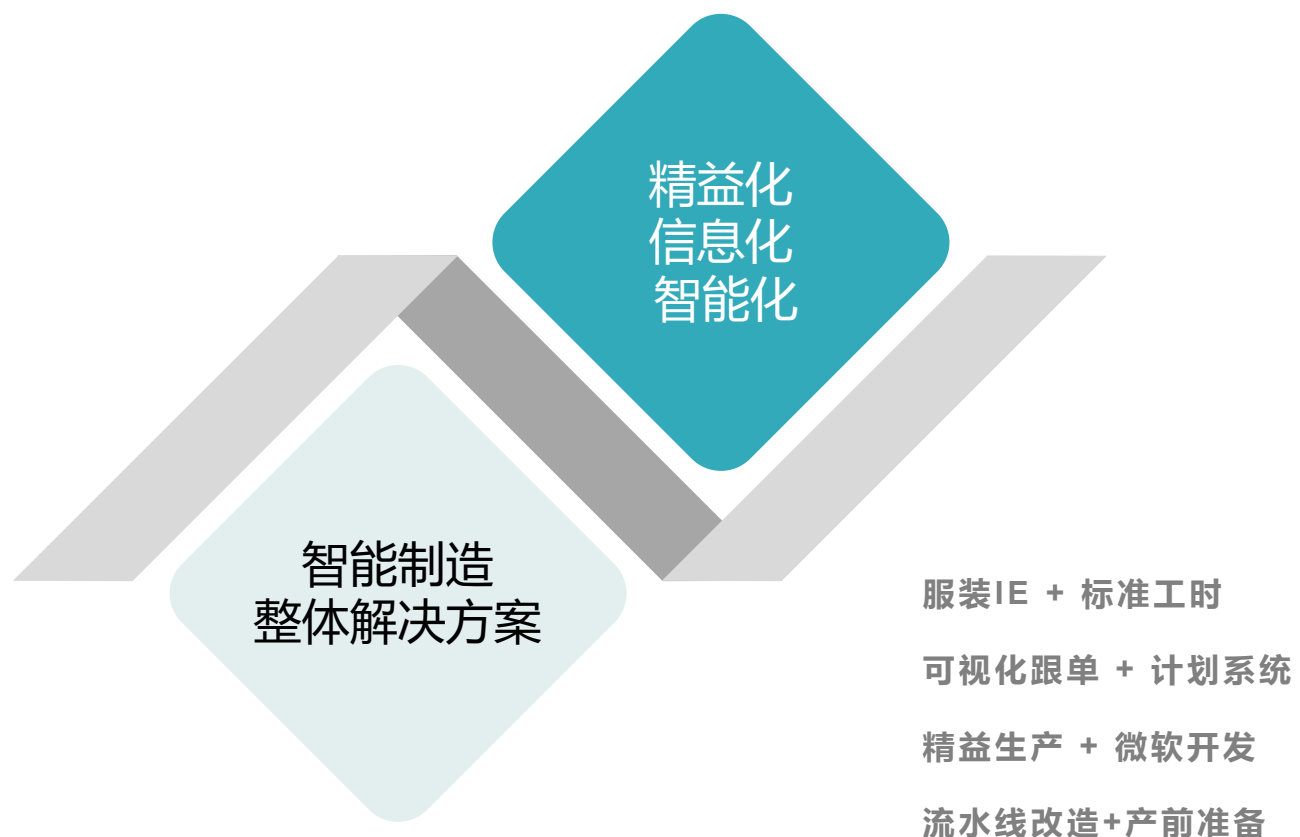 精益化
信息化
智能化
智能制造
整体解决方案
服装IE + 标准工时
可视化跟单 + 计划系统
精益生产 + 微软开发
流水线改造+产前准备